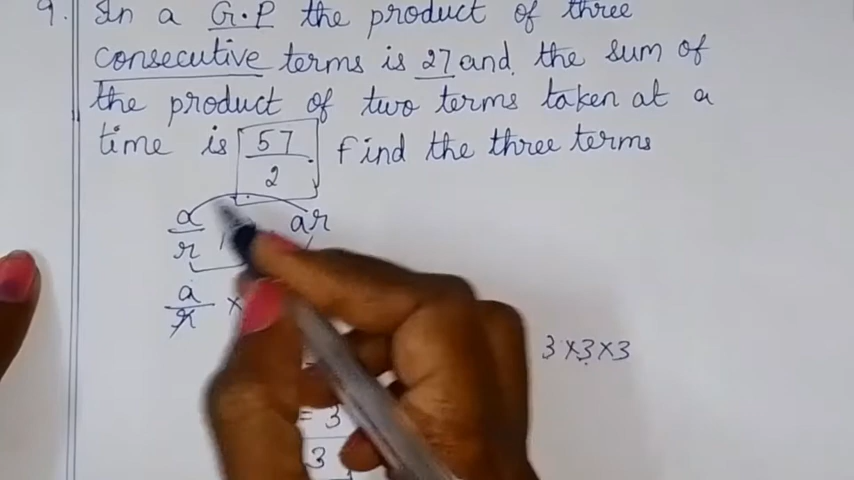 9. In a G.P the product of three
consecutive terms is 27 and the sum of
the product of two terms taken at a
time is 57/2. Find the three terms
a/r ar
a/r ×
3×3×3
= 3
3